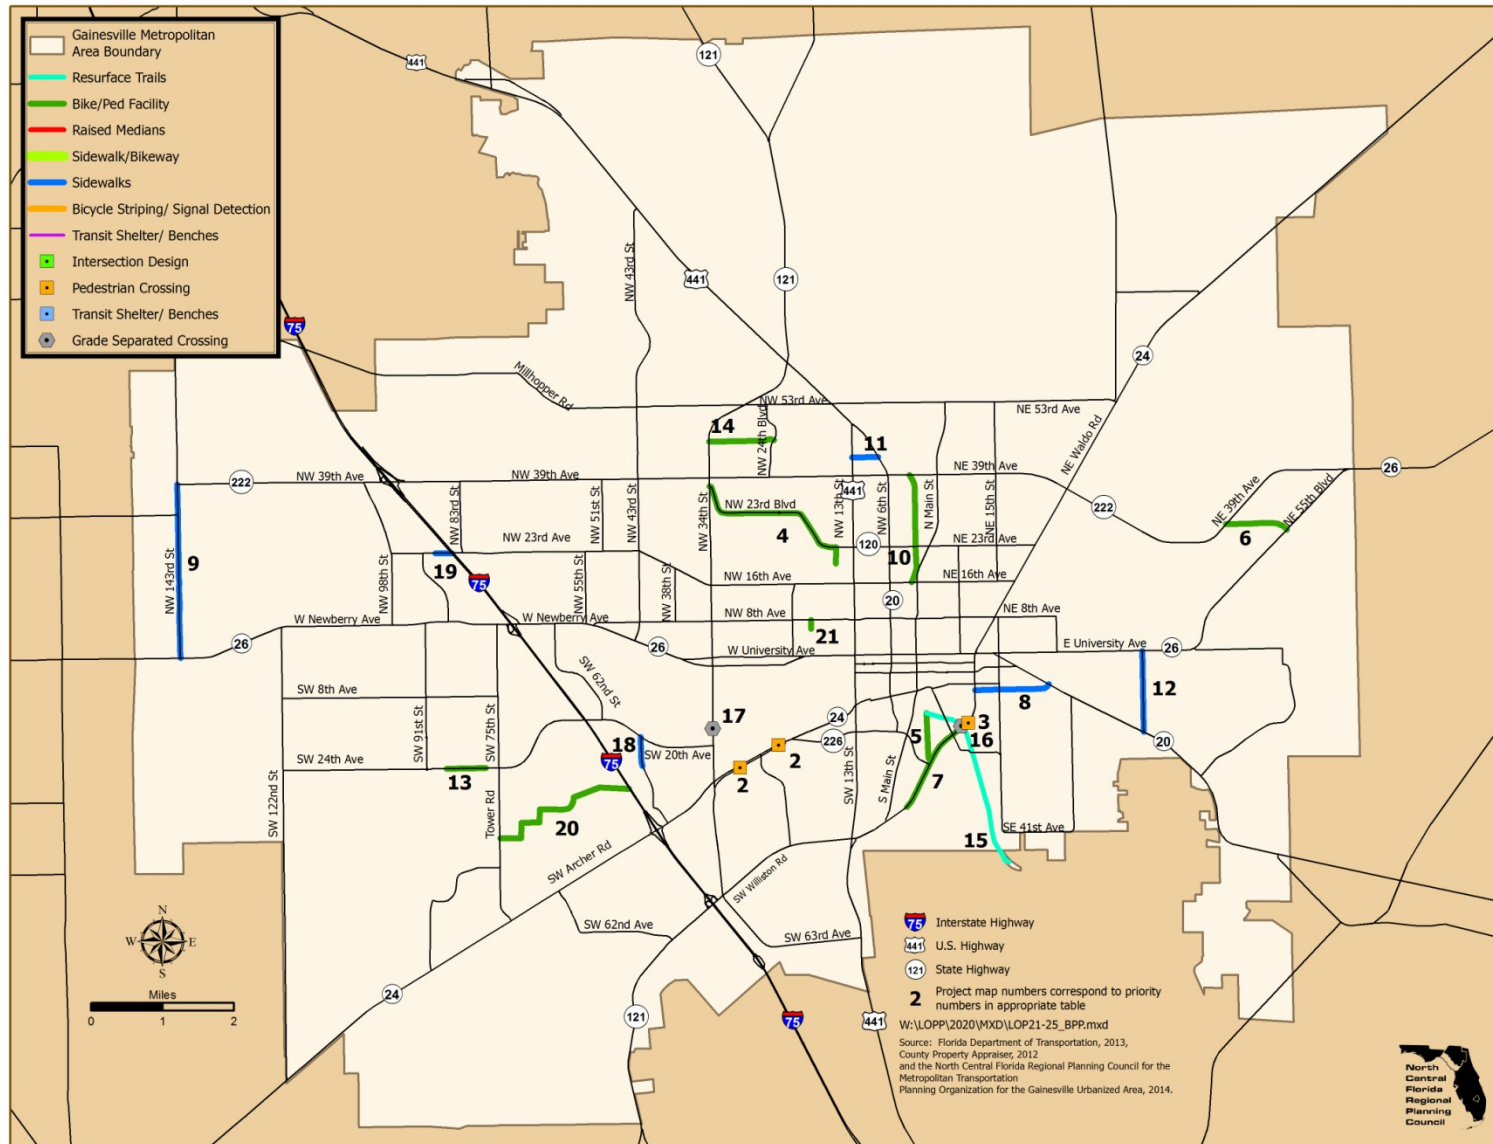 Gainesville Metropolitan
Area Boundary
Resurface Trails
Bike/Ped Facility
Raised Medians
Sidewalk/Bikeway
Sidewalks
Bicycle Striping/ Signal Detection
Transit Shelter/ Benches
Intersection Design
Pedestrian Crossing
Transit Shelter/ Benches
Grade Separated Crossing
441
121
NW 43rd St
441
121
75
24
Millhopper Rd
NW 53rd Ave
NE 53rd Ave
14
NW 24th Blvd
11
NE Waldo Rd
222
NW 39th Ave
NW 39th Ave
NE 39th Ave
26
NW 83rd St
NW 51st St
NW 43rd St
NW 34th St
NW 23rd Blvd
NW 13th St
441
NW 6th St
N Main St
NE 15th St
222
NE 39th Ave
NE 55th Blvd
9
NW 143rd St
NW 23rd Ave
4
120
10
NE 23rd Ave
6
19
NW 98th St
75
NW 55th St
NW 38th St
NW 16th Ave
NE 16th Ave
20
W Newberry Ave
W Newberry Ave
NW 8th Ave
NE 8th Ave
21
26
26
W University Ave
E University Ave
26
SW 62nd St
SW 8th Ave
8
12
SW 91st St
SW 75th St
17
24
3
5
16
18
SW 20th Ave
226
20
SW 24th Ave
75
2
2
13
SW 13th St
S Main St
7
SW 122nd St
Tower Rd
20
SE 41st Ave
15
SW Archer Rd
SW Williston Rd
SW 62nd Ave
SW 63rd Ave
24
121
75
441
N
W
E
S
Miles
0
1
2
75
Interstate Highway
441
U.S. Highway
121
State Highway
2
Project map numbers correspond to priority
numbers in appropriate table
W:\LOPP\2020\MXD\LOP21-25_BPP.mxd
Source: Florida Department of Transportation, 2013,
County Property Appraiser, 2012
and the North Central Florida Regional Planning Council for the
Metropolitan Transportation
Planning Organization for the Gainesville Urbanized Area, 2014.
North
Central
Florida
Regional
Planning
Council